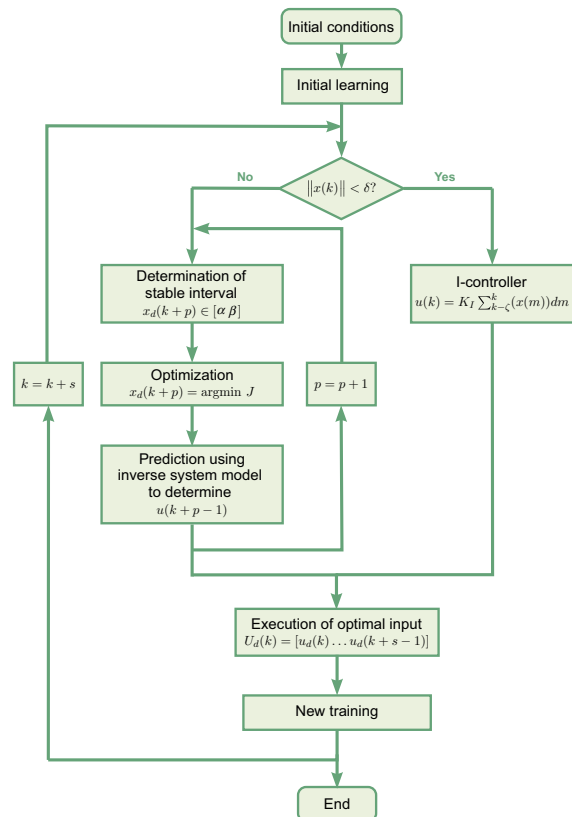 Initial conditions
Initial learning
‖x(k)‖ < δ?
No
Yes
Determination of
stable interval
x_d(k + p) ∈ [α β]
I-controller
u(k) = K_I ∑_{k−ζ}^{k}(x(m))dm
k = k + s
Optimization
x_d(k + p) = argmin J
p = p + 1
Prediction using
inverse system model
to determine
u(k + p − 1)
Execution of optimal input
U_d(k) = [u_d(k) … u_d(k + s − 1)]
New training
End